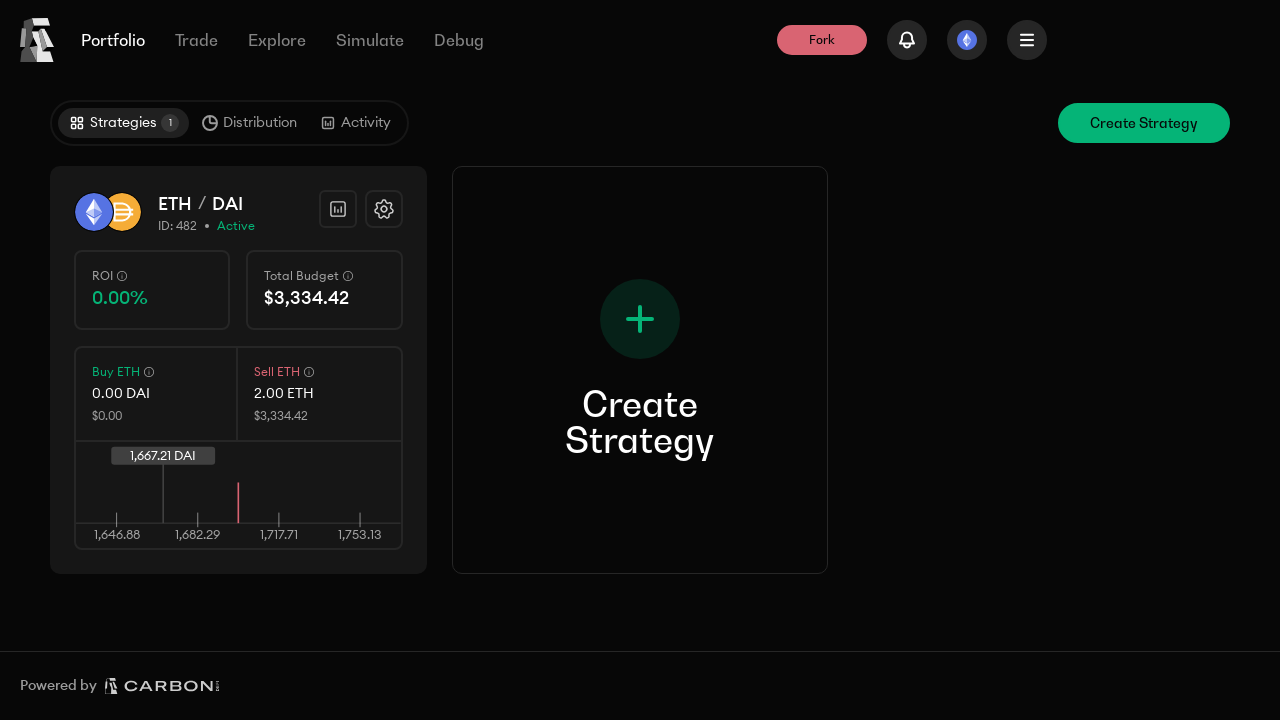 Portfolio Trade Explore Simulate Debug Fork
Strategies 1 Distribution Activity Create Strategy
ETH / DAI
ID: 482 • Active
ROI
0.00%
Total Budget
$3,334.42
Buy ETH
0.00 DAI
$0.00
Sell ETH
2.00 ETH
$3,334.42
1,667.21 DAI
1,646.88 1,682.29 1,717.71 1,753.13
Create
Strategy
Powered by CARBON